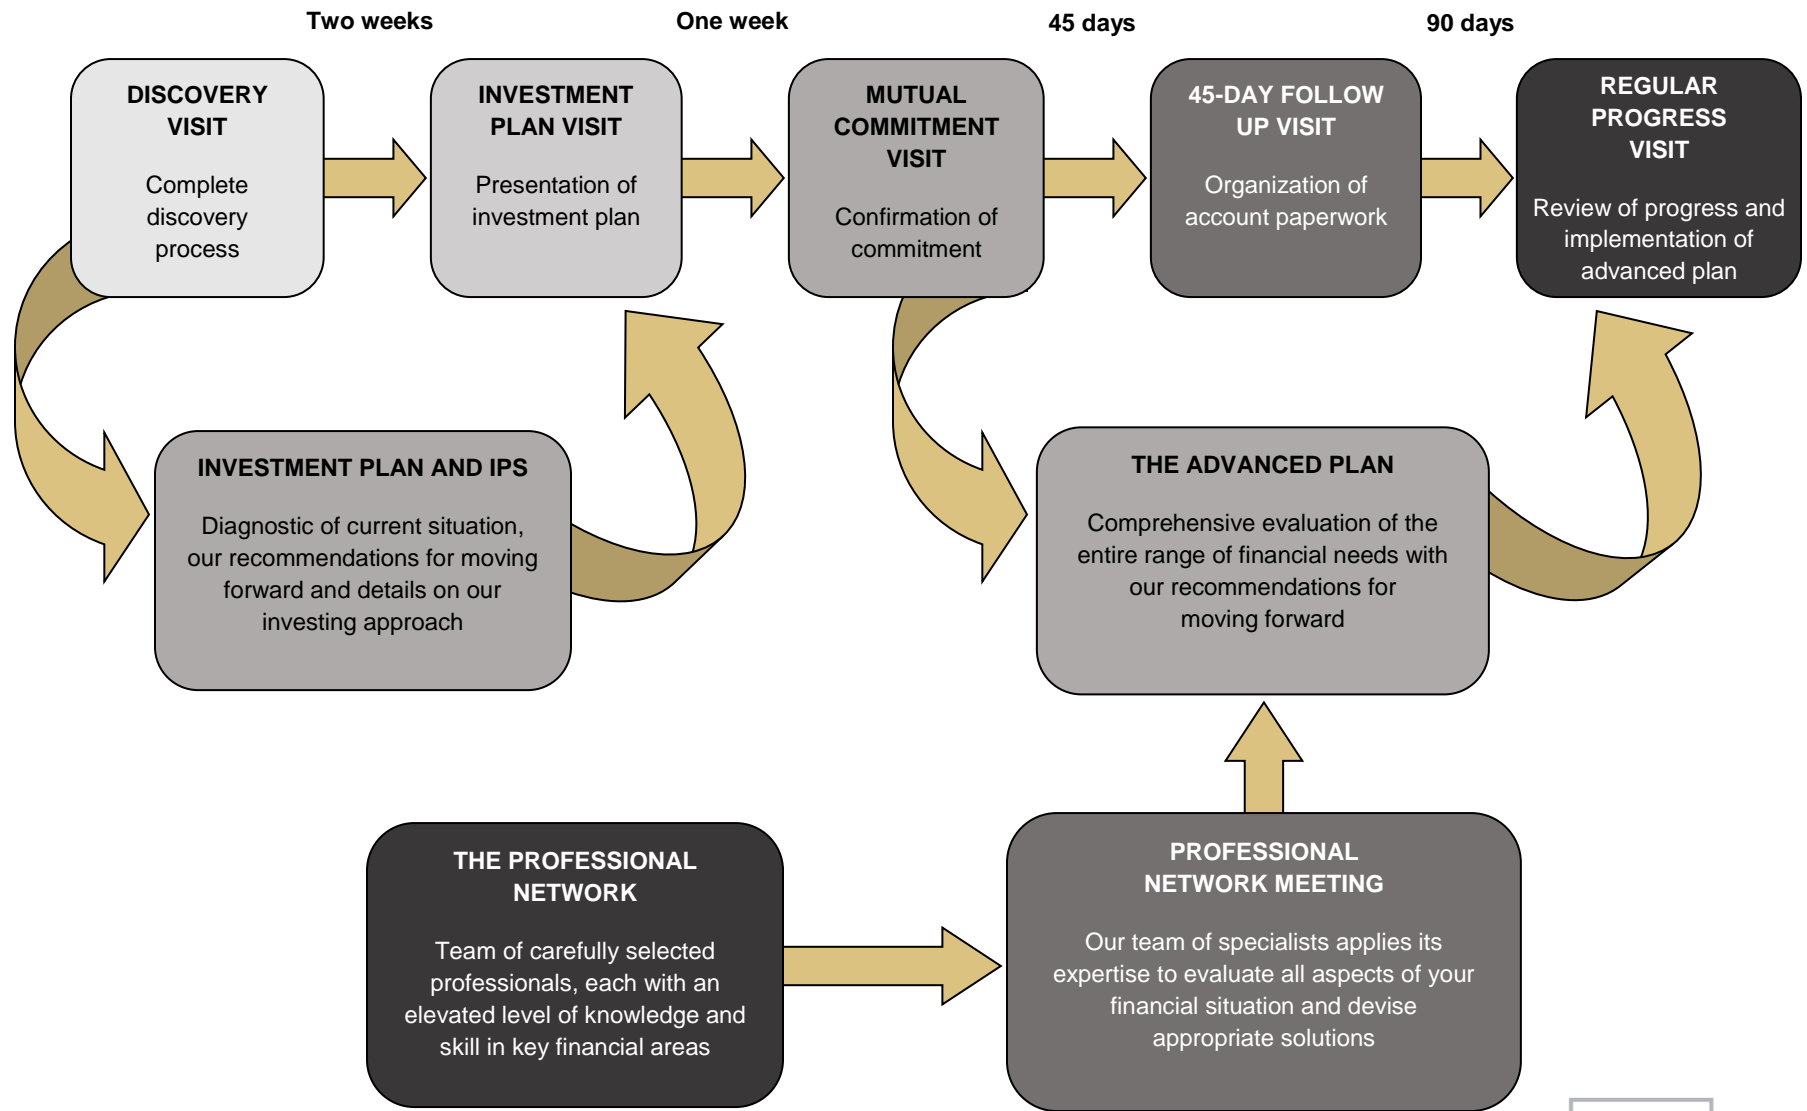 Two weeks
One week
45 days
90 days
DISCOVERY
VISIT
Complete
discovery
process
INVESTMENT
PLAN VISIT
Presentation of
investment plan
MUTUAL
COMMITMENT
VISIT
Confirmation of
commitment
45-DAY FOLLOW
UP VISIT
Organization of
account paperwork
REGULAR
PROGRESS
VISIT
Review of progress and
implementation of
advanced plan
INVESTMENT PLAN AND IPS
Diagnostic of current situation,
our recommendations for moving
forward and details on our
investing approach
THE ADVANCED PLAN
Comprehensive evaluation of the
entire range of financial needs with
our recommendations for
moving forward
THE PROFESSIONAL
NETWORK
Team of carefully selected
professionals, each with an
elevated level of knowledge and
skill in key financial areas
PROFESSIONAL
NETWORK MEETING
Our team of specialists applies its
expertise to evaluate all aspects of your
financial situation and devise
appropriate solutions